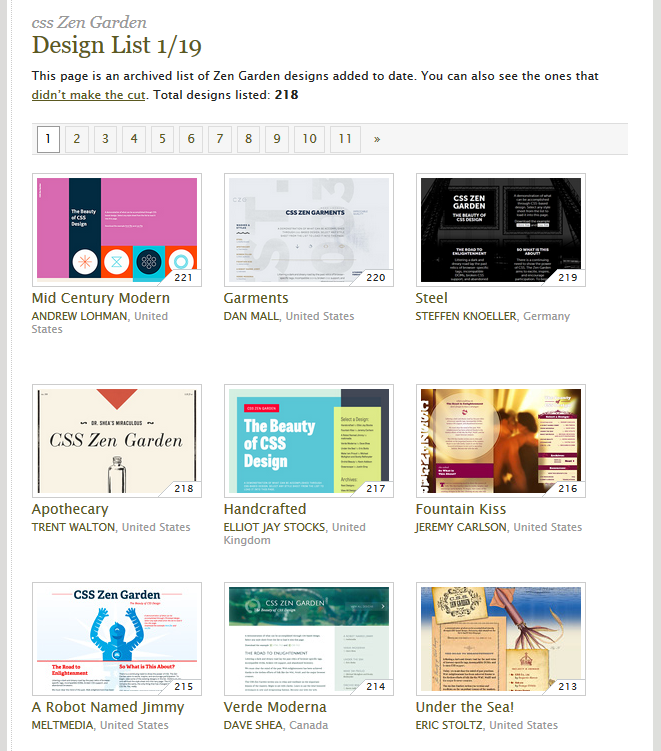 css Zen Garden
Design List 1/19
This page is an archived list of Zen Garden designs added to date. You can also see the ones that
didn't make the cut. Total designs listed: 218
1 2 3 4 5 6 7 8 9 10 11 »
The Beauty
of CSS
Design
221
CSS ZEN GARMENTS
220
CSS ZEN
GARDEN
THE BEAUTY
OF CSS DESIGN
THE ROAD TO
ENLIGHTENMENT
SO WHAT IS
THIS ABOUT?
219
Mid Century Modern
ANDREW LOHMAN, United
States
Garments
DAN MALL, United States
Steel
STEFFEN KNOELLER, Germany
DR. SHEA'S MIRACULOUS
CSS Zen Garden
218
CSS ZEN GARDEN
The Beauty
of CSS
Design
Select a Design:
Archives
217
216
Apothecary
TRENT WALTON, United States
Handcrafted
ELLIOT JAY STOCKS, United
Kingdom
Fountain Kiss
JEREMY CARLSON, United States
CSS Zen Garden
The Beauty of CSS Design
The Road to
Enlightenment
So What is This About?
215
CSS ZEN GARDEN
The Beauty of CSS Design
THE ROAD TO ENLIGHTENMENT
214
CSS ZEN
GARDEN
213
A Robot Named Jimmy
MELTMEDIA, United States
Verde Moderna
DAVE SHEA, Canada
Under the Sea!
ERIC STOLTZ, United States